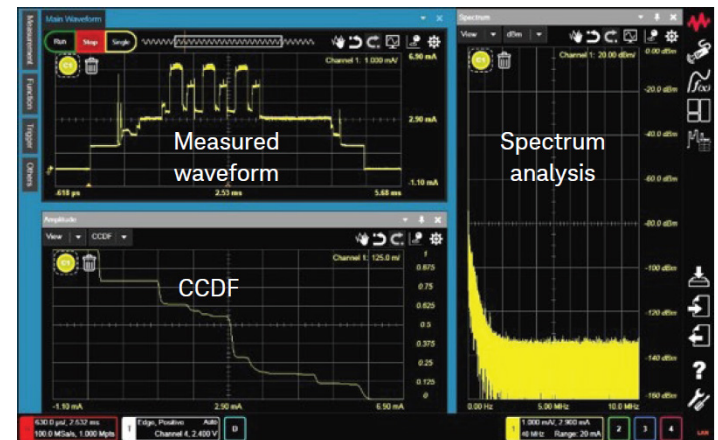 Main Waveform
Run
Stop
Single
C1
Channel 1: 1.000 mA/
6.90 mA
2.90 mA
-1.10 mA
Measured
waveform
.618 µs
2.53 ms
5.68 ms
Measurement
Function
Trigger
Others
Amplitude
View
CCDF
C1
Channel 1: 125.0 m/
CCDF
1
0.875
0.75
0.625
0.5
0.375
0.25
0.125
0
-1.10 mA
2.90 mA
6.90 mA
Spectrum
View
dBm
C1
Channel 1: 20.00 dBm/
0.00 dBm
-20.0 dBm
-40.0 dBm
-60.0 dBm
-80.0 dBm
-100 dBm
-120 dBm
-140 dBm
-160 dBm
Spectrum
analysis
0.00 Hz
5.00 MHz
10.0 MHz
f(x)
?
630.0 µs/, 2.532 ms
100.0 MSa/s, 1.000 Mpts
T
Edge, Positive
Auto
Channel 4, 2.400 V
D
1
1.000 mA/, 2.900 mA
40 MHz
Range: 20 mA
2
3
4
LAN